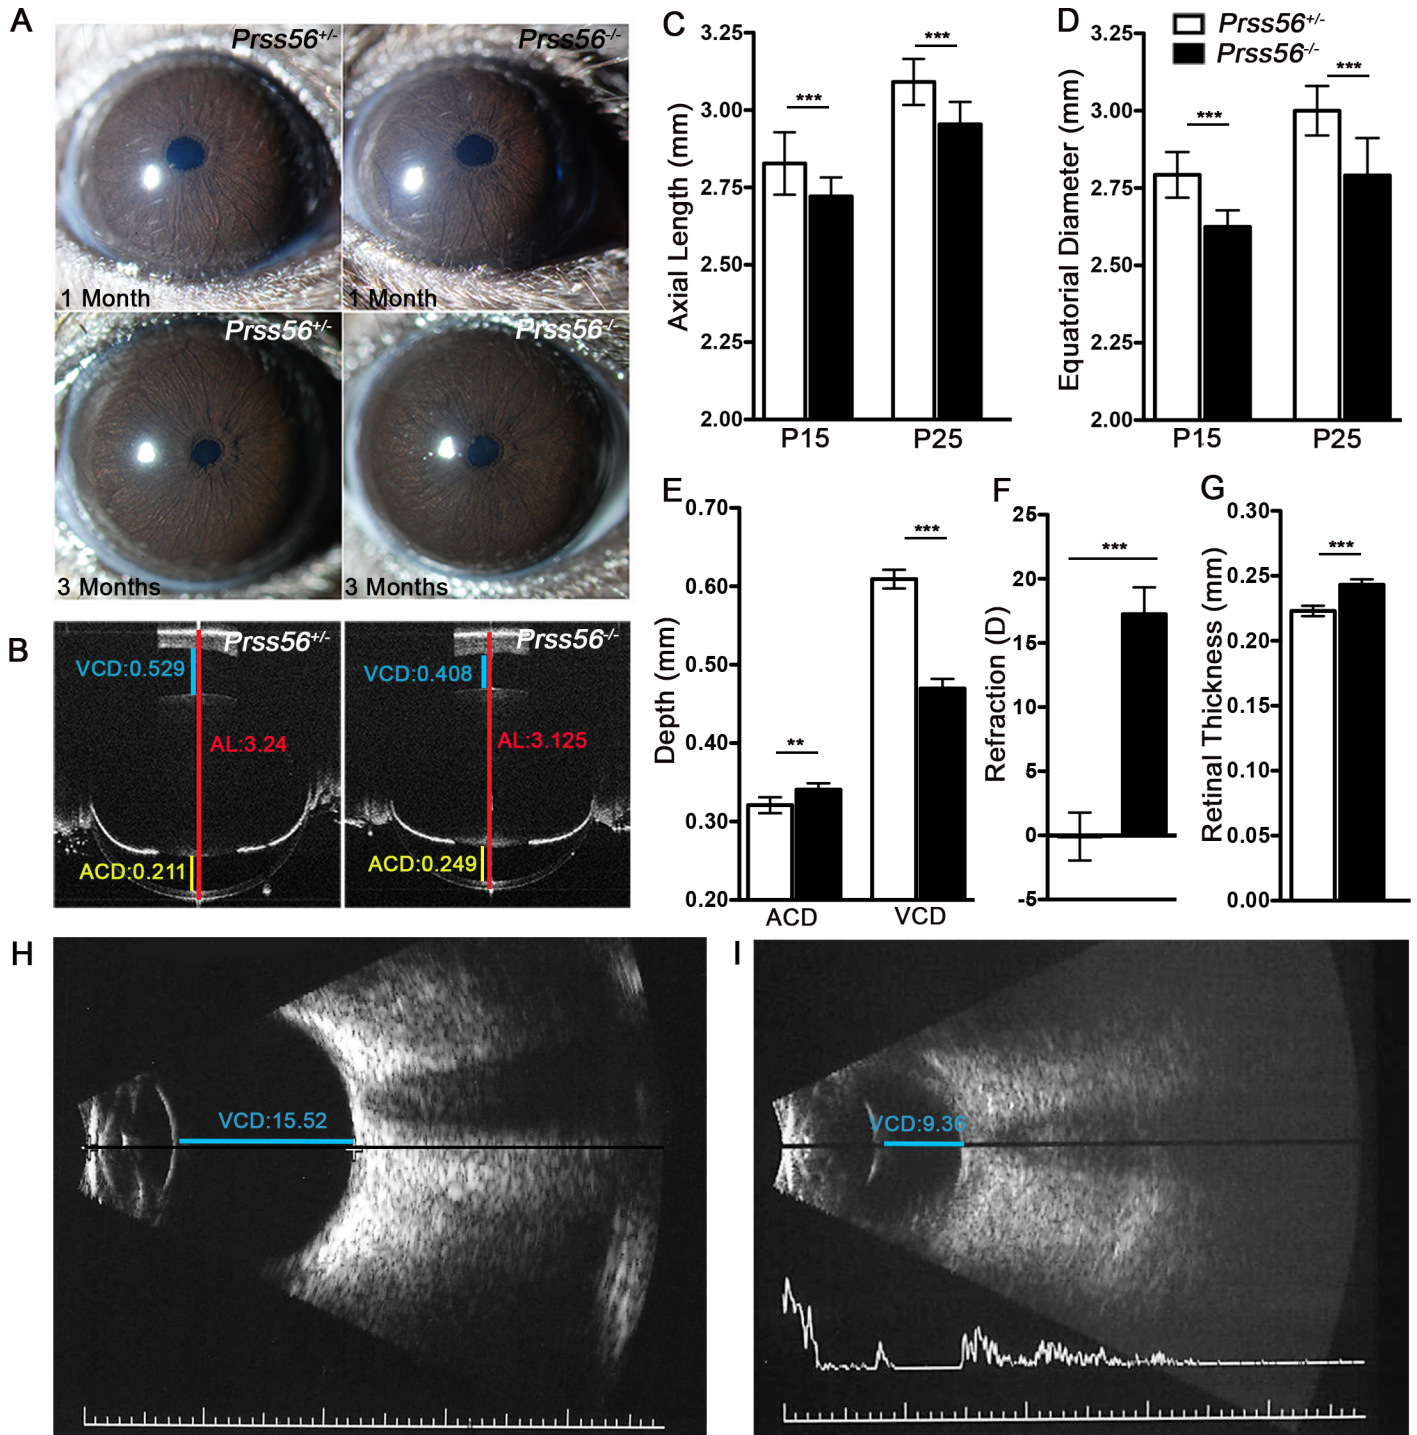 A
Prss56+/-
Prss56-/-
1 Month
1 Month
Prss56+/-
Prss56-/-
3 Months
3 Months
B
Prss56+/-
Prss56-/-
VCD:0.529
VCD:0.408
AL:3.24
AL:3.125
ACD:0.211
ACD:0.249
C
Axial Length (mm)
3.25
3.00
2.75
2.50
2.25
2.00
***
***
P15
P25
D
Prss56+/-
Prss56-/-
Equatorial Diameter (mm)
3.25
3.00
2.75
2.50
2.25
2.00
***
***
P15
P25
E
Depth (mm)
0.70
0.60
0.50
0.40
0.30
0.20
**
***
ACD
VCD
F
Refraction (D)
25
20
15
10
5
0
-5
***
G
Retinal Thickness (mm)
0.30
0.25
0.20
0.15
0.10
0.05
0.00
***
H
VCD:15.52
I
VCD:9.36